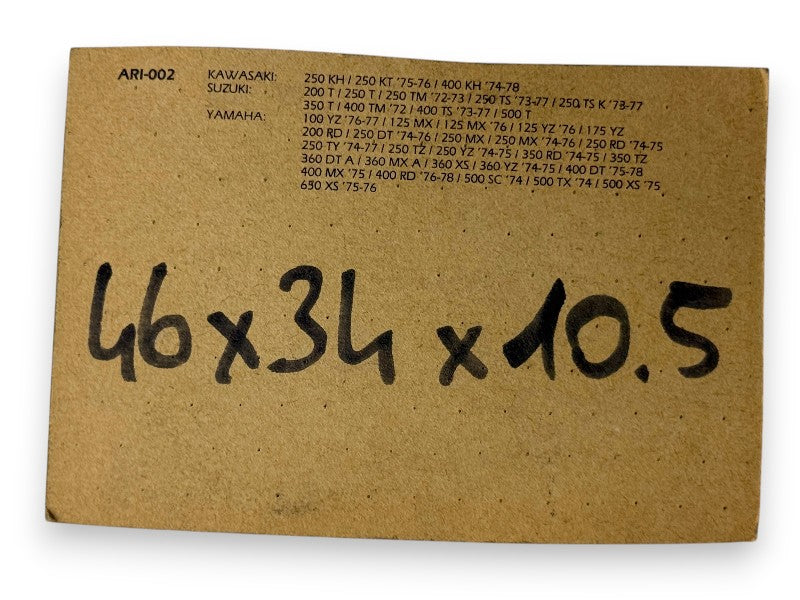 ARI-002 KAWASAKI: 250 KH / 250 KT '75-76 / 400 KH '74-78
SUZUKI: 200 T / 250 T / 250 TM '72-73 / 250 TS '73-77 / 250 TS K '73-77
350 T / 400 TM '72 / 400 TS '73-77 / 500 T
YAMAHA: 100 YZ '76-77 / 125 MX / 125 MX '76 / 125 YZ '76 / 175 YZ
200 RD / 250 DT '74-76 / 250 MX / 250 MX '74-76 / 250 RD '74-75
250 TY '74-77 / 250 TZ / 250 YZ '74-75 / 350 RD '74-75 / 350 TZ
360 DT A / 360 MX A / 360 XS / 360 YZ '74-75 / 400 DT '75-78
400 MX '75 / 400 RD '76-78 / 500 SC '74 / 500 TX '74 / 500 XS '75
650 XS '75-76
46x34x10.5